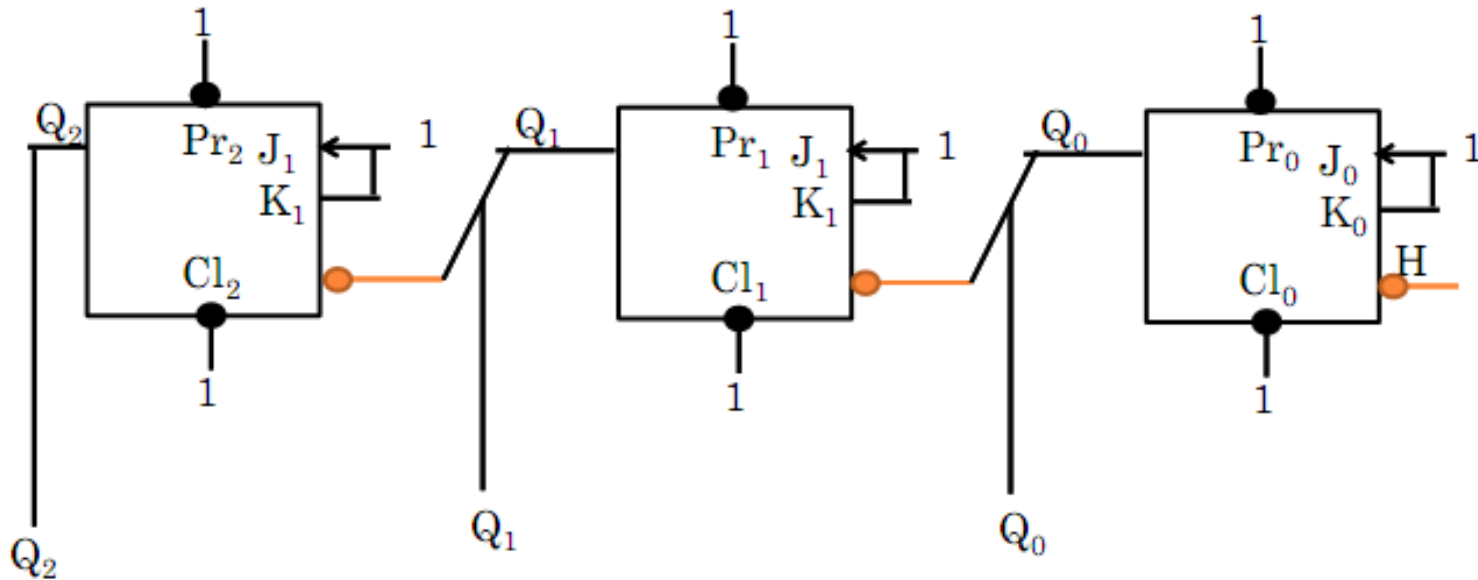 1 1 1
Q₂ Pr₂ J₁ 1 Q₁ Pr₁ J₁ 1 Q₀ Pr₀ J₀ 1
K₁ K₁ K₀
Cl₂ Cl₁ Cl₀ H
1 1 1
Q₂ Q₁ Q₀